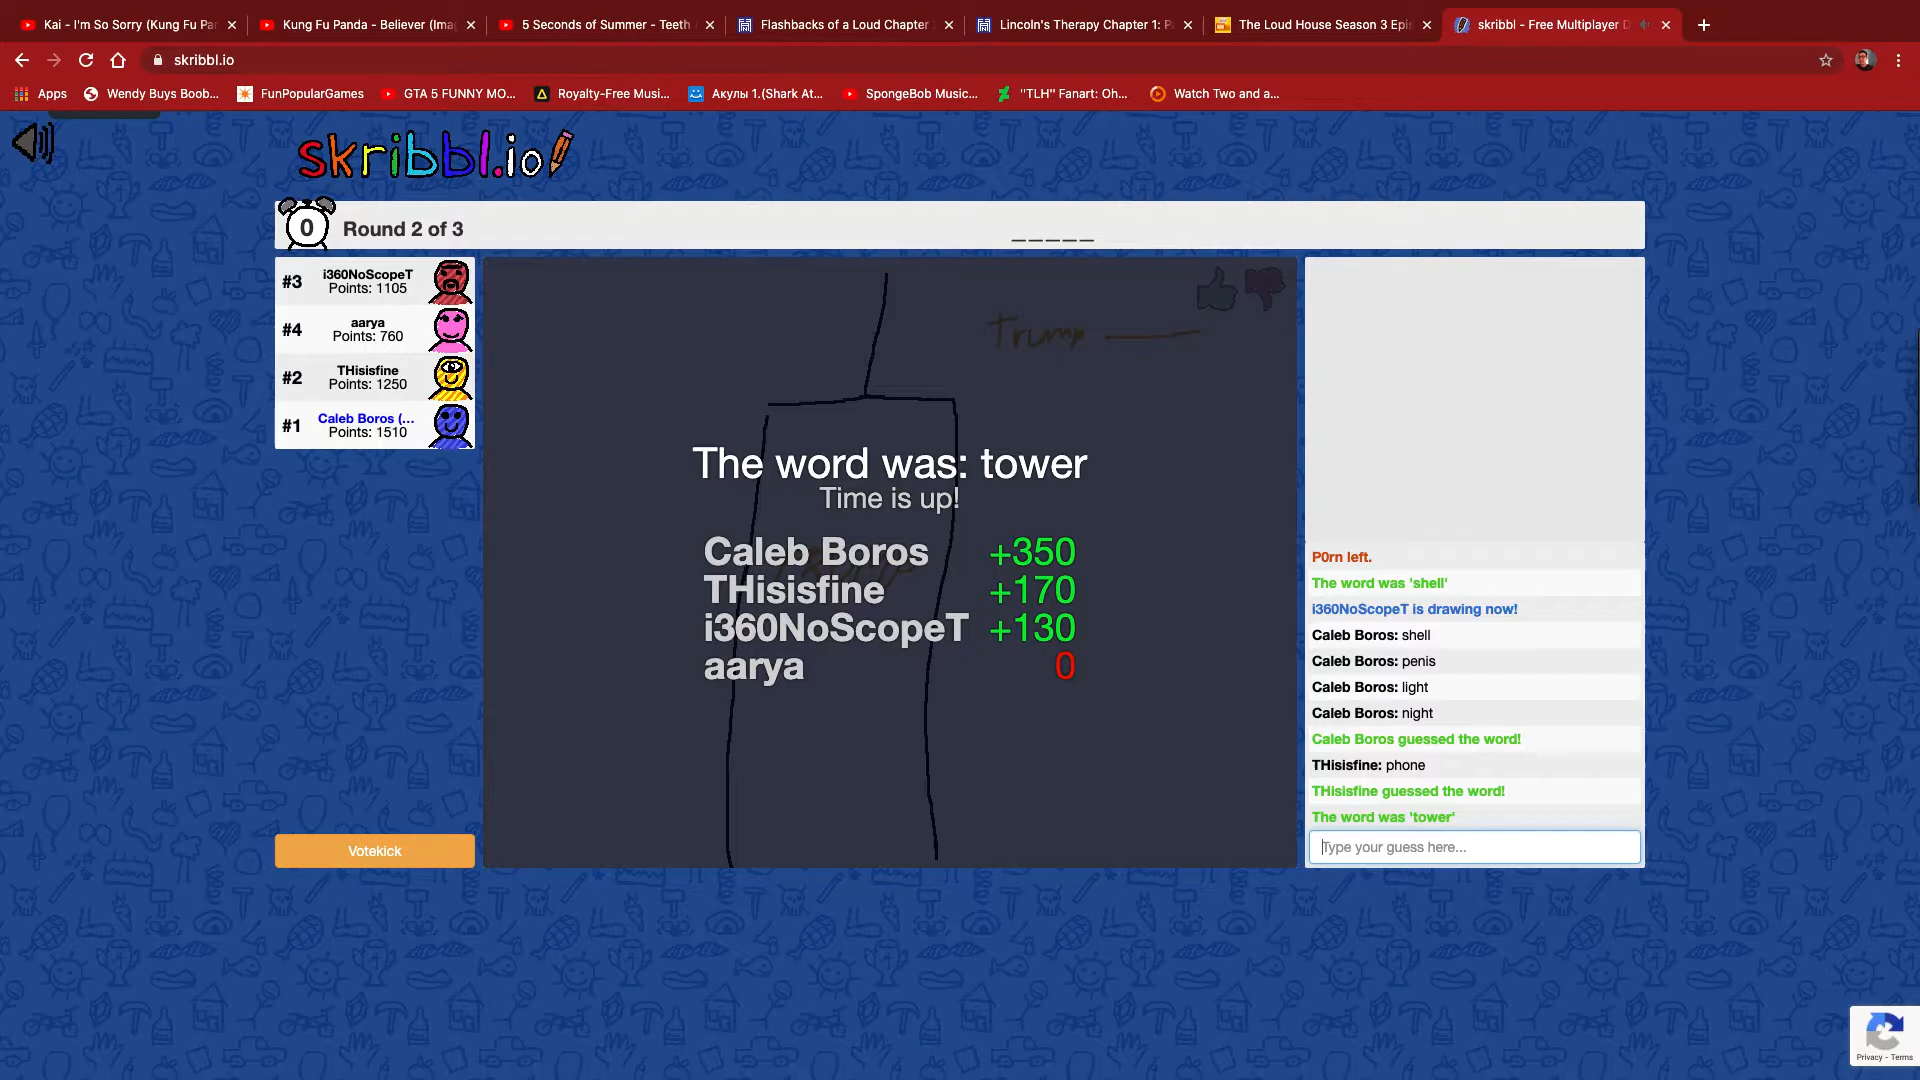 Kai - I'm So Sorry (Kung Fu Pa
Kung Fu Panda - Believer (Ima
5 Seconds of Summer - Teeth
Flashbacks of a Loud Chapter
Lincoln's Therapy Chapter 1: P
The Loud House Season 3 Epi
skribbl - Free Multiplayer D
skribbl.io
Apps
Wendy Buys Boob...
FunPopularGames
GTA 5 FUNNY MO...
Royalty-Free Musi...
Акулы 1.(Shark At...
SpongeBob Music...
"TLH" Fanart: Oh...
Watch Two and a...
skribbl.io
0
Round 2 of 3
_____
#3
i360NoScopeT
Points: 1105
#4
aarya
Points: 760
#2
THisisfine
Points: 1250
#1
Caleb Boros (...
Points: 1510
Votekick
Trump
The word was: tower
Time is up!
Caleb Boros +350
THisisfine +170
i360NoScopeT +130
aarya 0
P0rn left.
The word was 'shell'
i360NoScopeT is drawing now!
Caleb Boros: shell
Caleb Boros: penis
Caleb Boros: light
Caleb Boros: night
Caleb Boros guessed the word!
THisisfine: phone
THisisfine guessed the word!
The word was 'tower'
Type your guess here...
Privacy - Terms